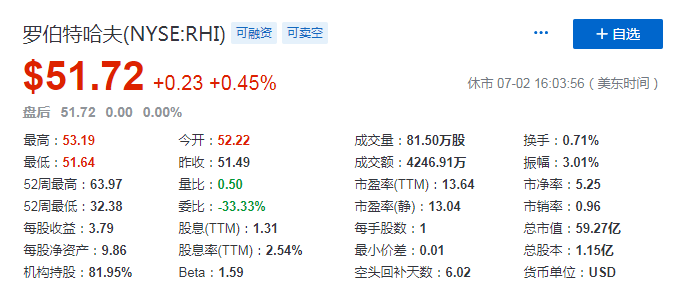 罗伯特哈夫(NYSE:RHI) 可融资 可卖空 ··· + 自选
$51.72 +0.23 +0.45% 休市 07-02 16:03:56（美东时间）
盘后 51.72 0.00 0.00%
最高：53.19 今开：52.22 成交量：81.50万股 换手：0.71%
最低：51.64 昨收：51.49 成交额：4246.91万 振幅：3.01%
52周最高：63.97 量比：0.50 市盈率(TTM)：13.64 市净率：5.25
52周最低：32.38 委比：-33.33% 市盈率(静)：13.04 市销率：0.96
每股收益：3.79 股息(TTM)：1.31 每手股数：1 总市值：59.27亿
每股净资产：9.86 股息率(TTM)：2.54% 最小价差：0.01 总股本：1.15亿
机构持股：81.95% Beta：1.59 空头回补天数：6.02 货币单位：USD